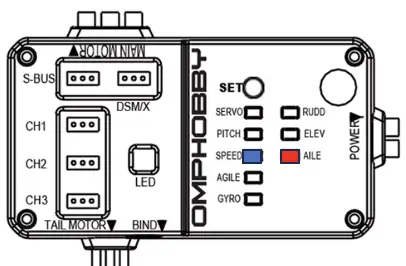 MAIN MOTOR
S-BUS
DSM/X
CH1
CH2
CH3
LED
TAIL MOTOR
BIND
OMPHOBBY
SET
SERVO
RUDD
PITCH
ELEV
SPEED
AILE
AGILE
GYRO
POWER